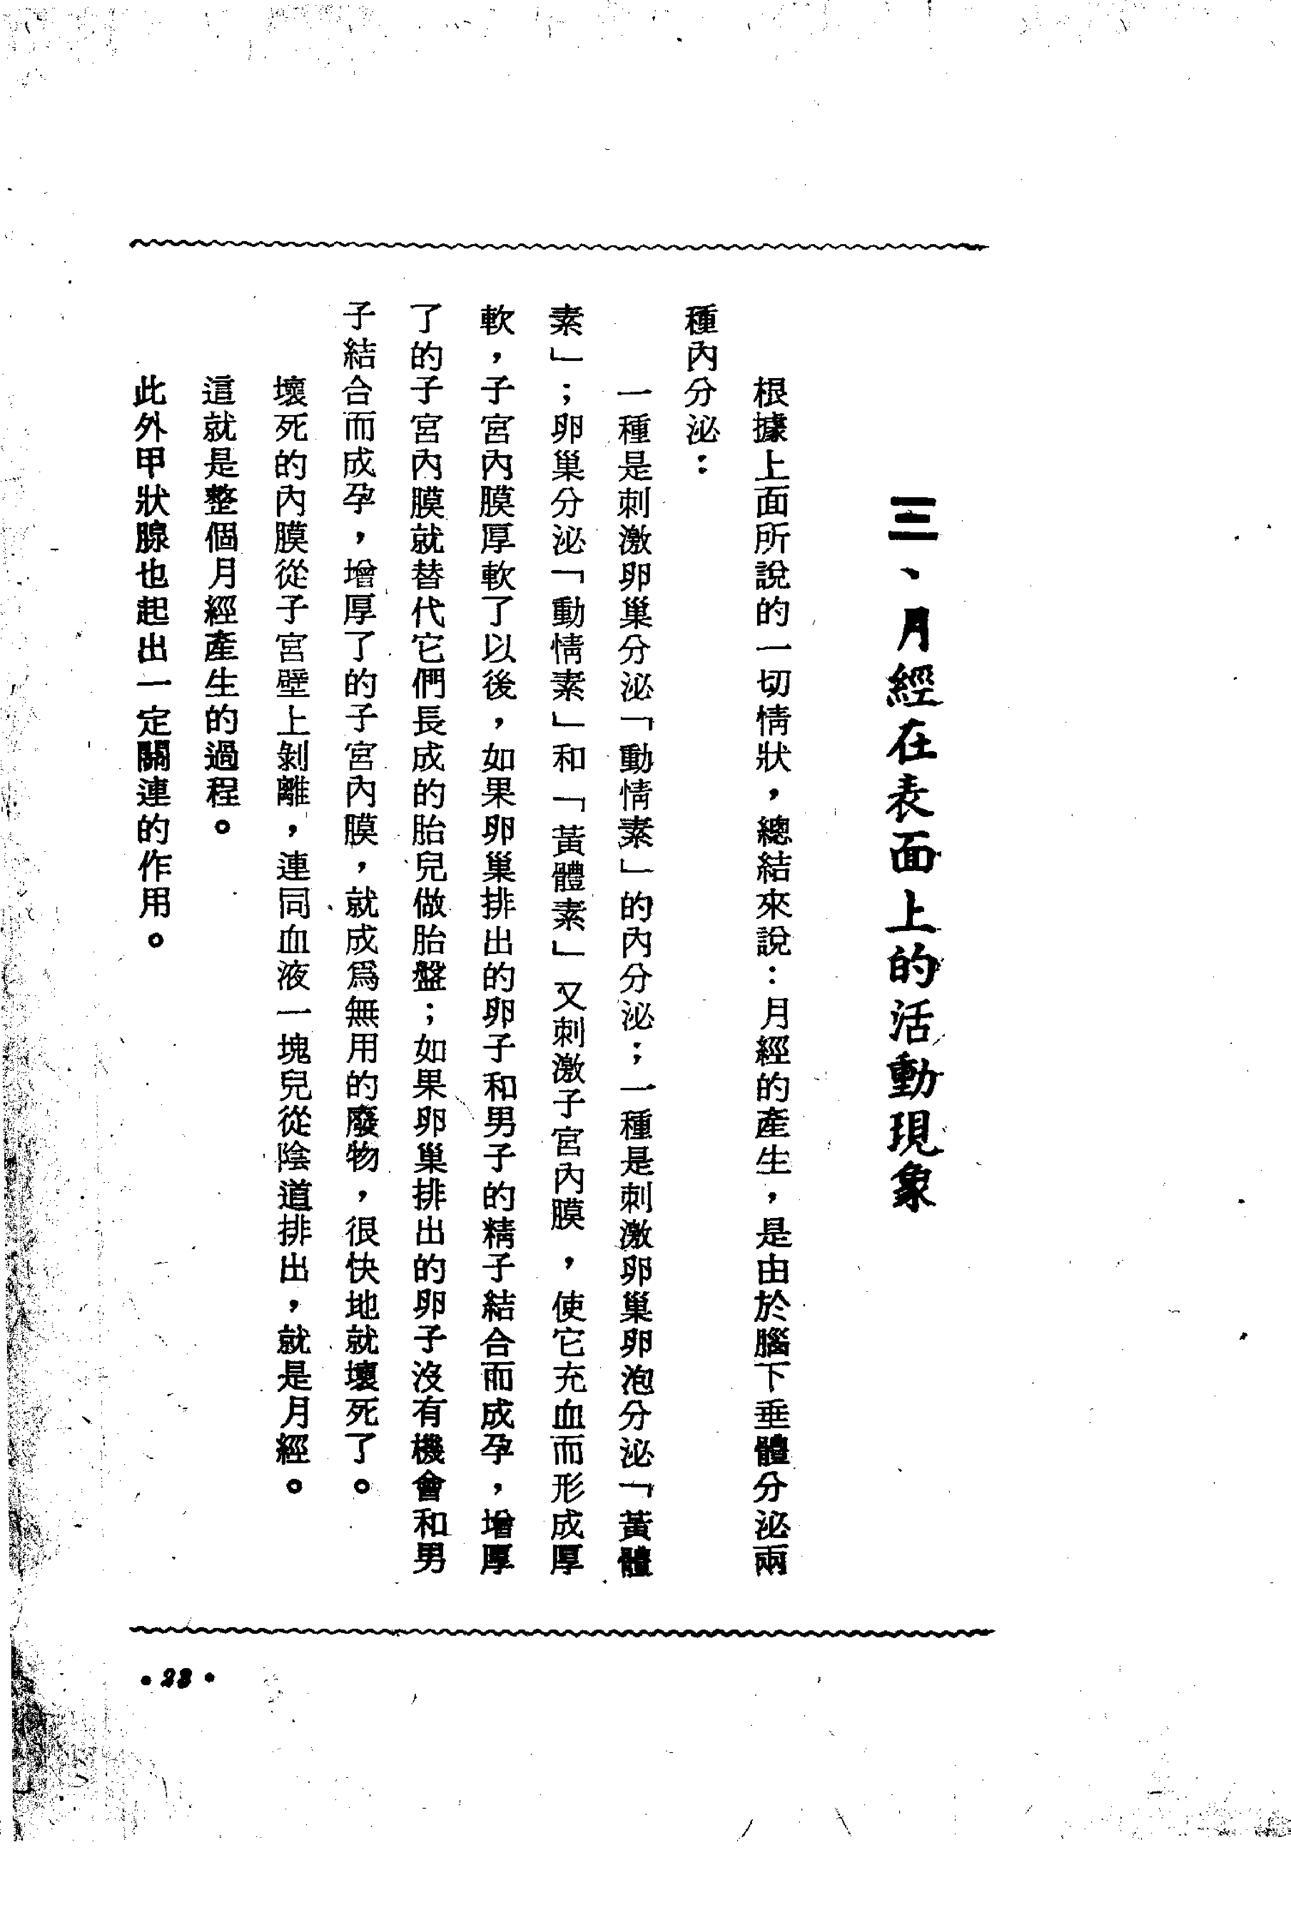 三、月經在表面上的活動現象
根據上面所說的一切情狀，總結來說：月經的產生，是由於腦下垂體分泌兩
種內分泌：
一種是刺激卵巢分泌「動情素」的內分泌；一種是刺激卵巢卵泡分泌「黃體
素」；卵巢分泌「動情素」和「黃體素」又刺激子宮內膜，使它充血而形成厚
軟，子宮內膜厚軟了以後，如果卵巢排出的卵子和男子的精子結合而成孕，增厚
了的子宮內膜就替代它們長成的胎兒做胎盤；如果卵巢排出的卵子沒有機會和男
子結合而成孕，增厚了的子宮內膜，就成爲無用的廢物，很快地就壞死了。
壞死的內膜從子宮壁上剝離，連同血液一塊兒從陰道排出，就是月經。
這就是整個月經產生的過程。
此外甲狀腺也起出一定關連的作用。
•23•